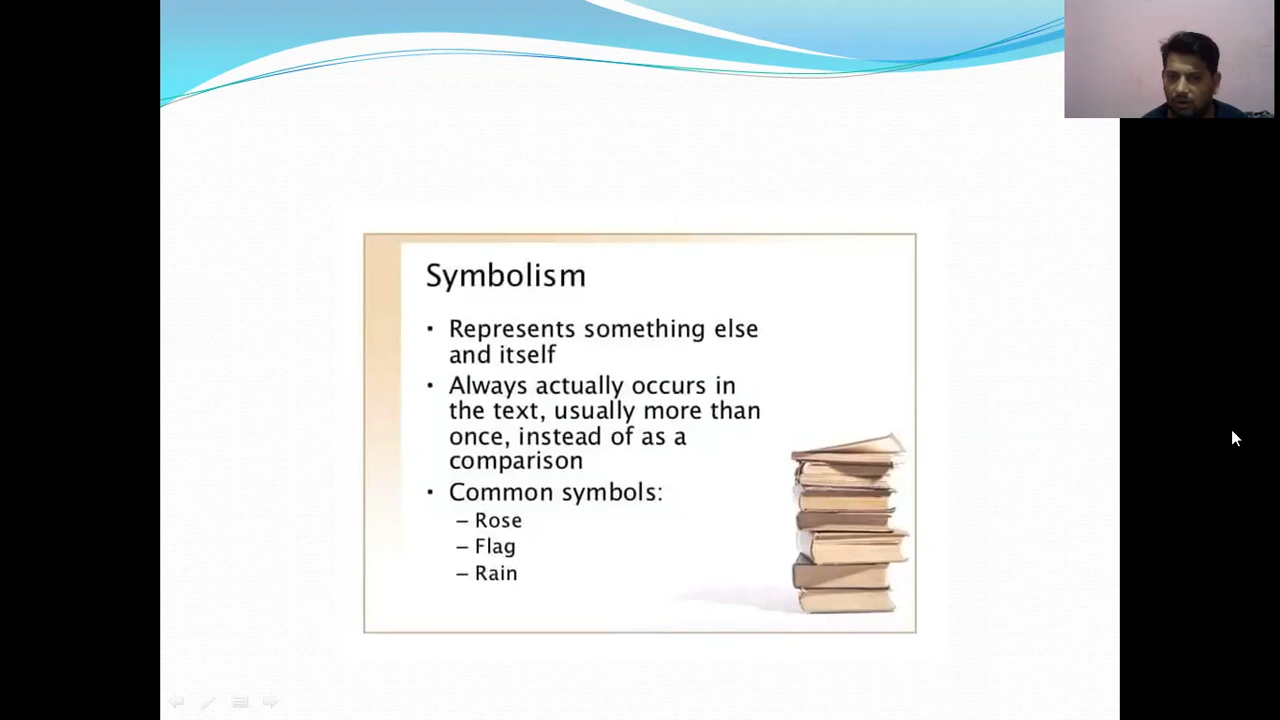 Symbolism
• Represents something else
and itself
• Always actually occurs in
the text, usually more than
once, instead of as a
comparison
• Common symbols:
– Rose
– Flag
– Rain